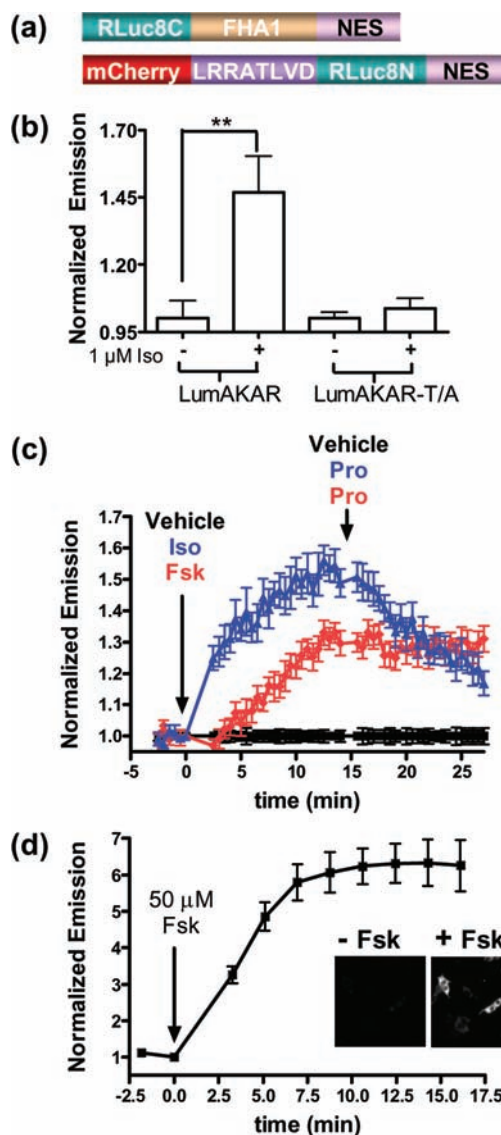 (a)
RLuc8C FHA1 NES
mCherry LRRATLVD RLuc8N NES
(b)
Normalized Emission
1.70
1.45
1.20
0.95
**
1 µM Iso - + - +
LumAKAR LumAKAR-T/A
(c)
Normalized Emission
1.7
1.6
1.5
1.4
1.3
1.2
1.1
1.0
Vehicle
Iso
Fsk
Vehicle
Pro
Pro
-5 0 5 10 15 20 25
time (min)
(d)
Normalized Emission
7
6
5
4
3
2
1
50 µM
Fsk
- Fsk + Fsk
-2.5 0.0 2.5 5.0 7.5 10.0 12.5 15.0 17.5
time (min)